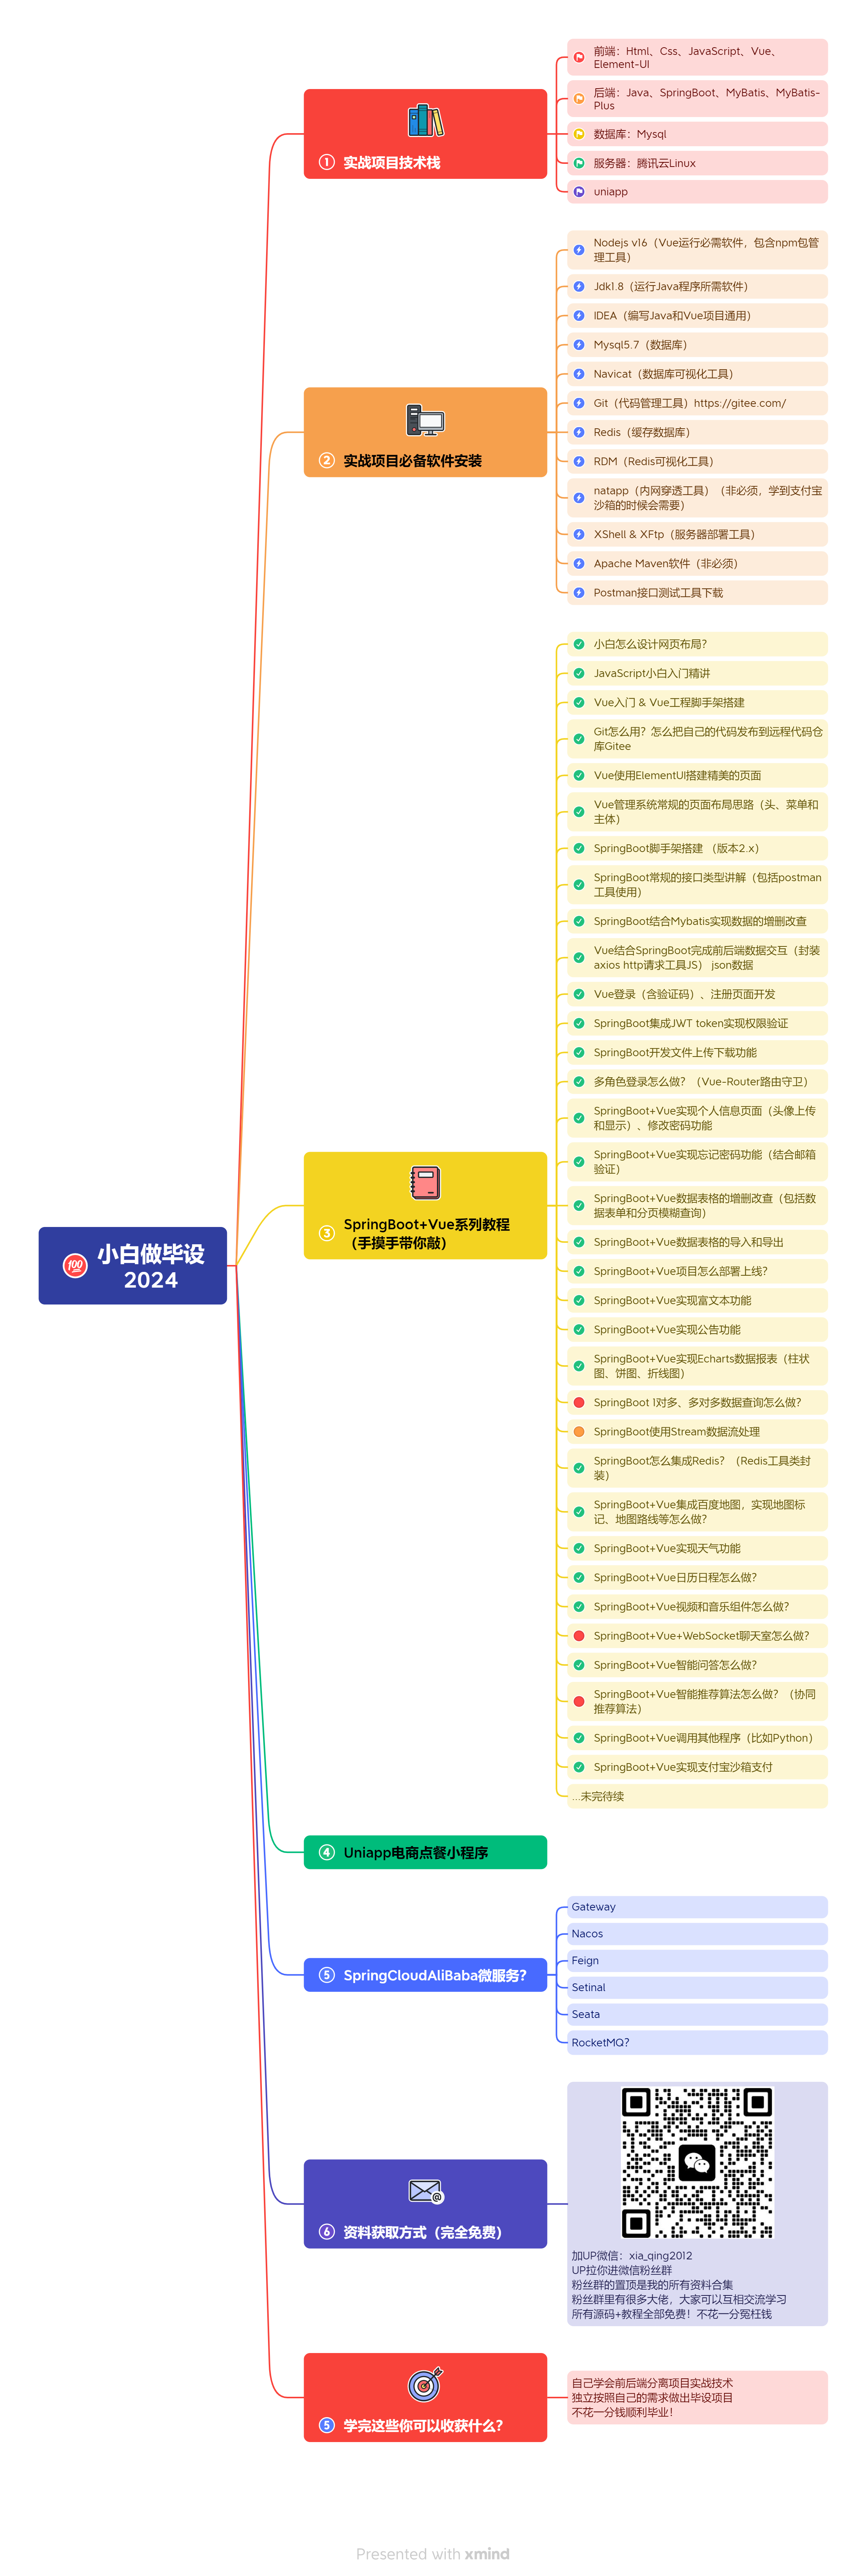 小白做毕设
2024
① 实战项目技术栈
前端：Html、Css、JavaScript、Vue、
Element-UI
后端：Java、SpringBoot、MyBatis、MyBatis-
Plus
数据库：Mysql
服务器：腾讯云Linux
uniapp
② 实战项目必备软件安装
Nodejs v16（Vue运行必需软件，包含npm包管
理工具）
Jdk1.8（运行Java程序所需软件）
IDEA（编写Java和Vue项目通用）
Mysql5.7（数据库）
Navicat（数据库可视化工具）
Git（代码管理工具）https://gitee.com/
Redis（缓存数据库）
RDM（Redis可视化工具）
natapp（内网穿透工具）（非必须，学到支付宝
沙箱的时候会需要）
XShell & XFtp（服务器部署工具）
Apache Maven软件（非必须）
Postman接口测试工具下载
③ SpringBoot+Vue系列教程
（手摸手带你敲）
小白怎么设计网页布局？
JavaScript小白入门精讲
Vue入门 & Vue工程脚手架搭建
Git怎么用？怎么把自己的代码发布到远程代码仓
库Gitee
Vue使用ElementUI搭建精美的页面
Vue管理系统常规的页面布局思路（头、菜单和
主体）
SpringBoot脚手架搭建 （版本2.x）
SpringBoot常规的接口类型讲解（包括postman
工具使用）
SpringBoot结合Mybatis实现数据的增删改查
Vue结合SpringBoot完成前后端数据交互（封装
axios http请求工具JS） json数据
Vue登录（含验证码）、注册页面开发
SpringBoot集成JWT token实现权限验证
SpringBoot开发文件上传下载功能
多角色登录怎么做？（Vue-Router路由守卫）
SpringBoot+Vue实现个人信息页面（头像上传
和显示）、修改密码功能
SpringBoot+Vue实现忘记密码功能（结合邮箱
验证）
SpringBoot+Vue数据表格的增删改查（包括数
据表单和分页模糊查询）
SpringBoot+Vue数据表格的导入和导出
SpringBoot+Vue项目怎么部署上线？
SpringBoot+Vue实现富文本功能
SpringBoot+Vue实现公告功能
SpringBoot+Vue实现Echarts数据报表（柱状
图、饼图、折线图）
SpringBoot 1对多、多对多数据查询怎么做？
SpringBoot使用Stream数据流处理
SpringBoot怎么集成Redis？（Redis工具类封
装）
SpringBoot+Vue集成百度地图，实现地图标
记、地图路线等怎么做？
SpringBoot+Vue实现天气功能
SpringBoot+Vue日历日程怎么做？
SpringBoot+Vue视频和音乐组件怎么做？
SpringBoot+Vue+WebSocket聊天室怎么做？
SpringBoot+Vue智能问答怎么做？
SpringBoot+Vue智能推荐算法怎么做？（协同
推荐算法）
SpringBoot+Vue调用其他程序（比如Python）
SpringBoot+Vue实现支付宝沙箱支付
...未完待续
④ Uniapp电商点餐小程序
⑤ SpringCloudAliBaba微服务？
Gateway
Nacos
Feign
Setinal
Seata
RocketMQ？
⑥ 资料获取方式（完全免费）
加UP微信：xia_qing2012
UP拉你进微信粉丝群
粉丝群的置顶是我的所有资料合集
粉丝群里有很多大佬，大家可以互相交流学习
所有源码+教程全部免费！不花一分冤枉钱
⑤ 学完这些你可以收获什么？
自己学会前后端分离项目实战技术
独立按照自己的需求做出毕设项目
不花一分钱顺利毕业！
Presented with xmind